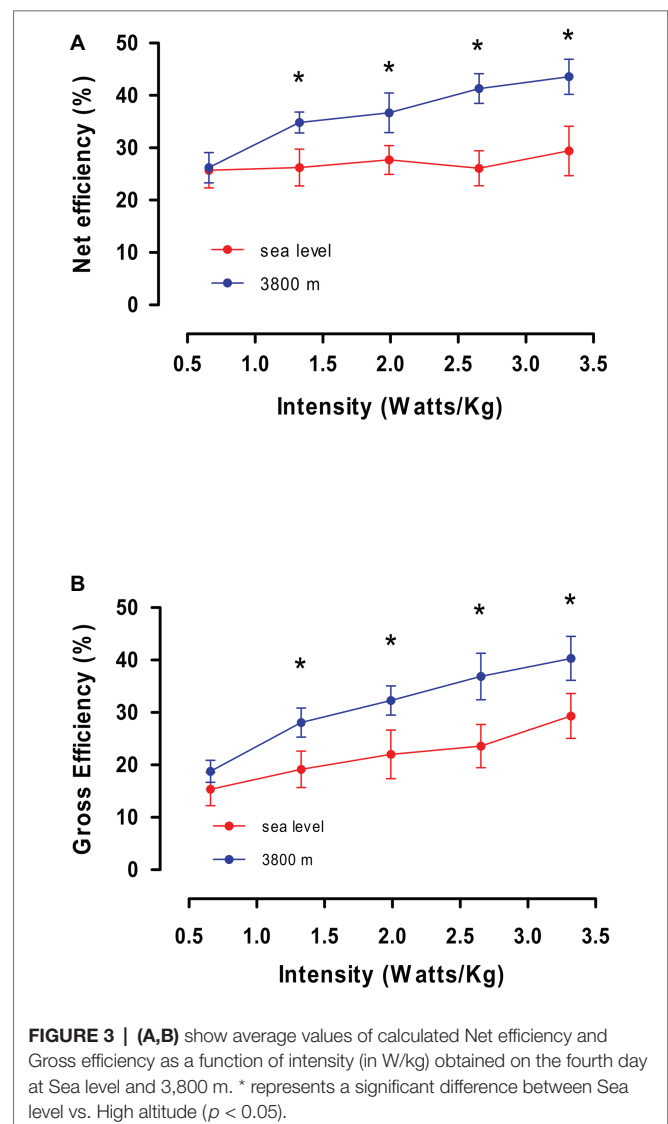 A
50
40
30
20
10
0
Net efficiency (%)
* * * *
sea level
3800 m
0.5 1.0 1.5 2.0 2.5 3.0 3.5
Intensity (Watts/Kg)
B
50
40
30
20
10
0
Gross Efficiency (%)
* * * *
sea level
3800 m
0.5 1.0 1.5 2.0 2.5 3.0 3.5
Intensity (Watts/Kg)
FIGURE 3 | (A,B) show average values of calculated Net efficiency and
Gross efficiency as a function of intensity (in W/kg) obtained on the fourth day
at Sea level and 3,800 m. * represents a significant difference between Sea
level vs. High altitude (p < 0.05).